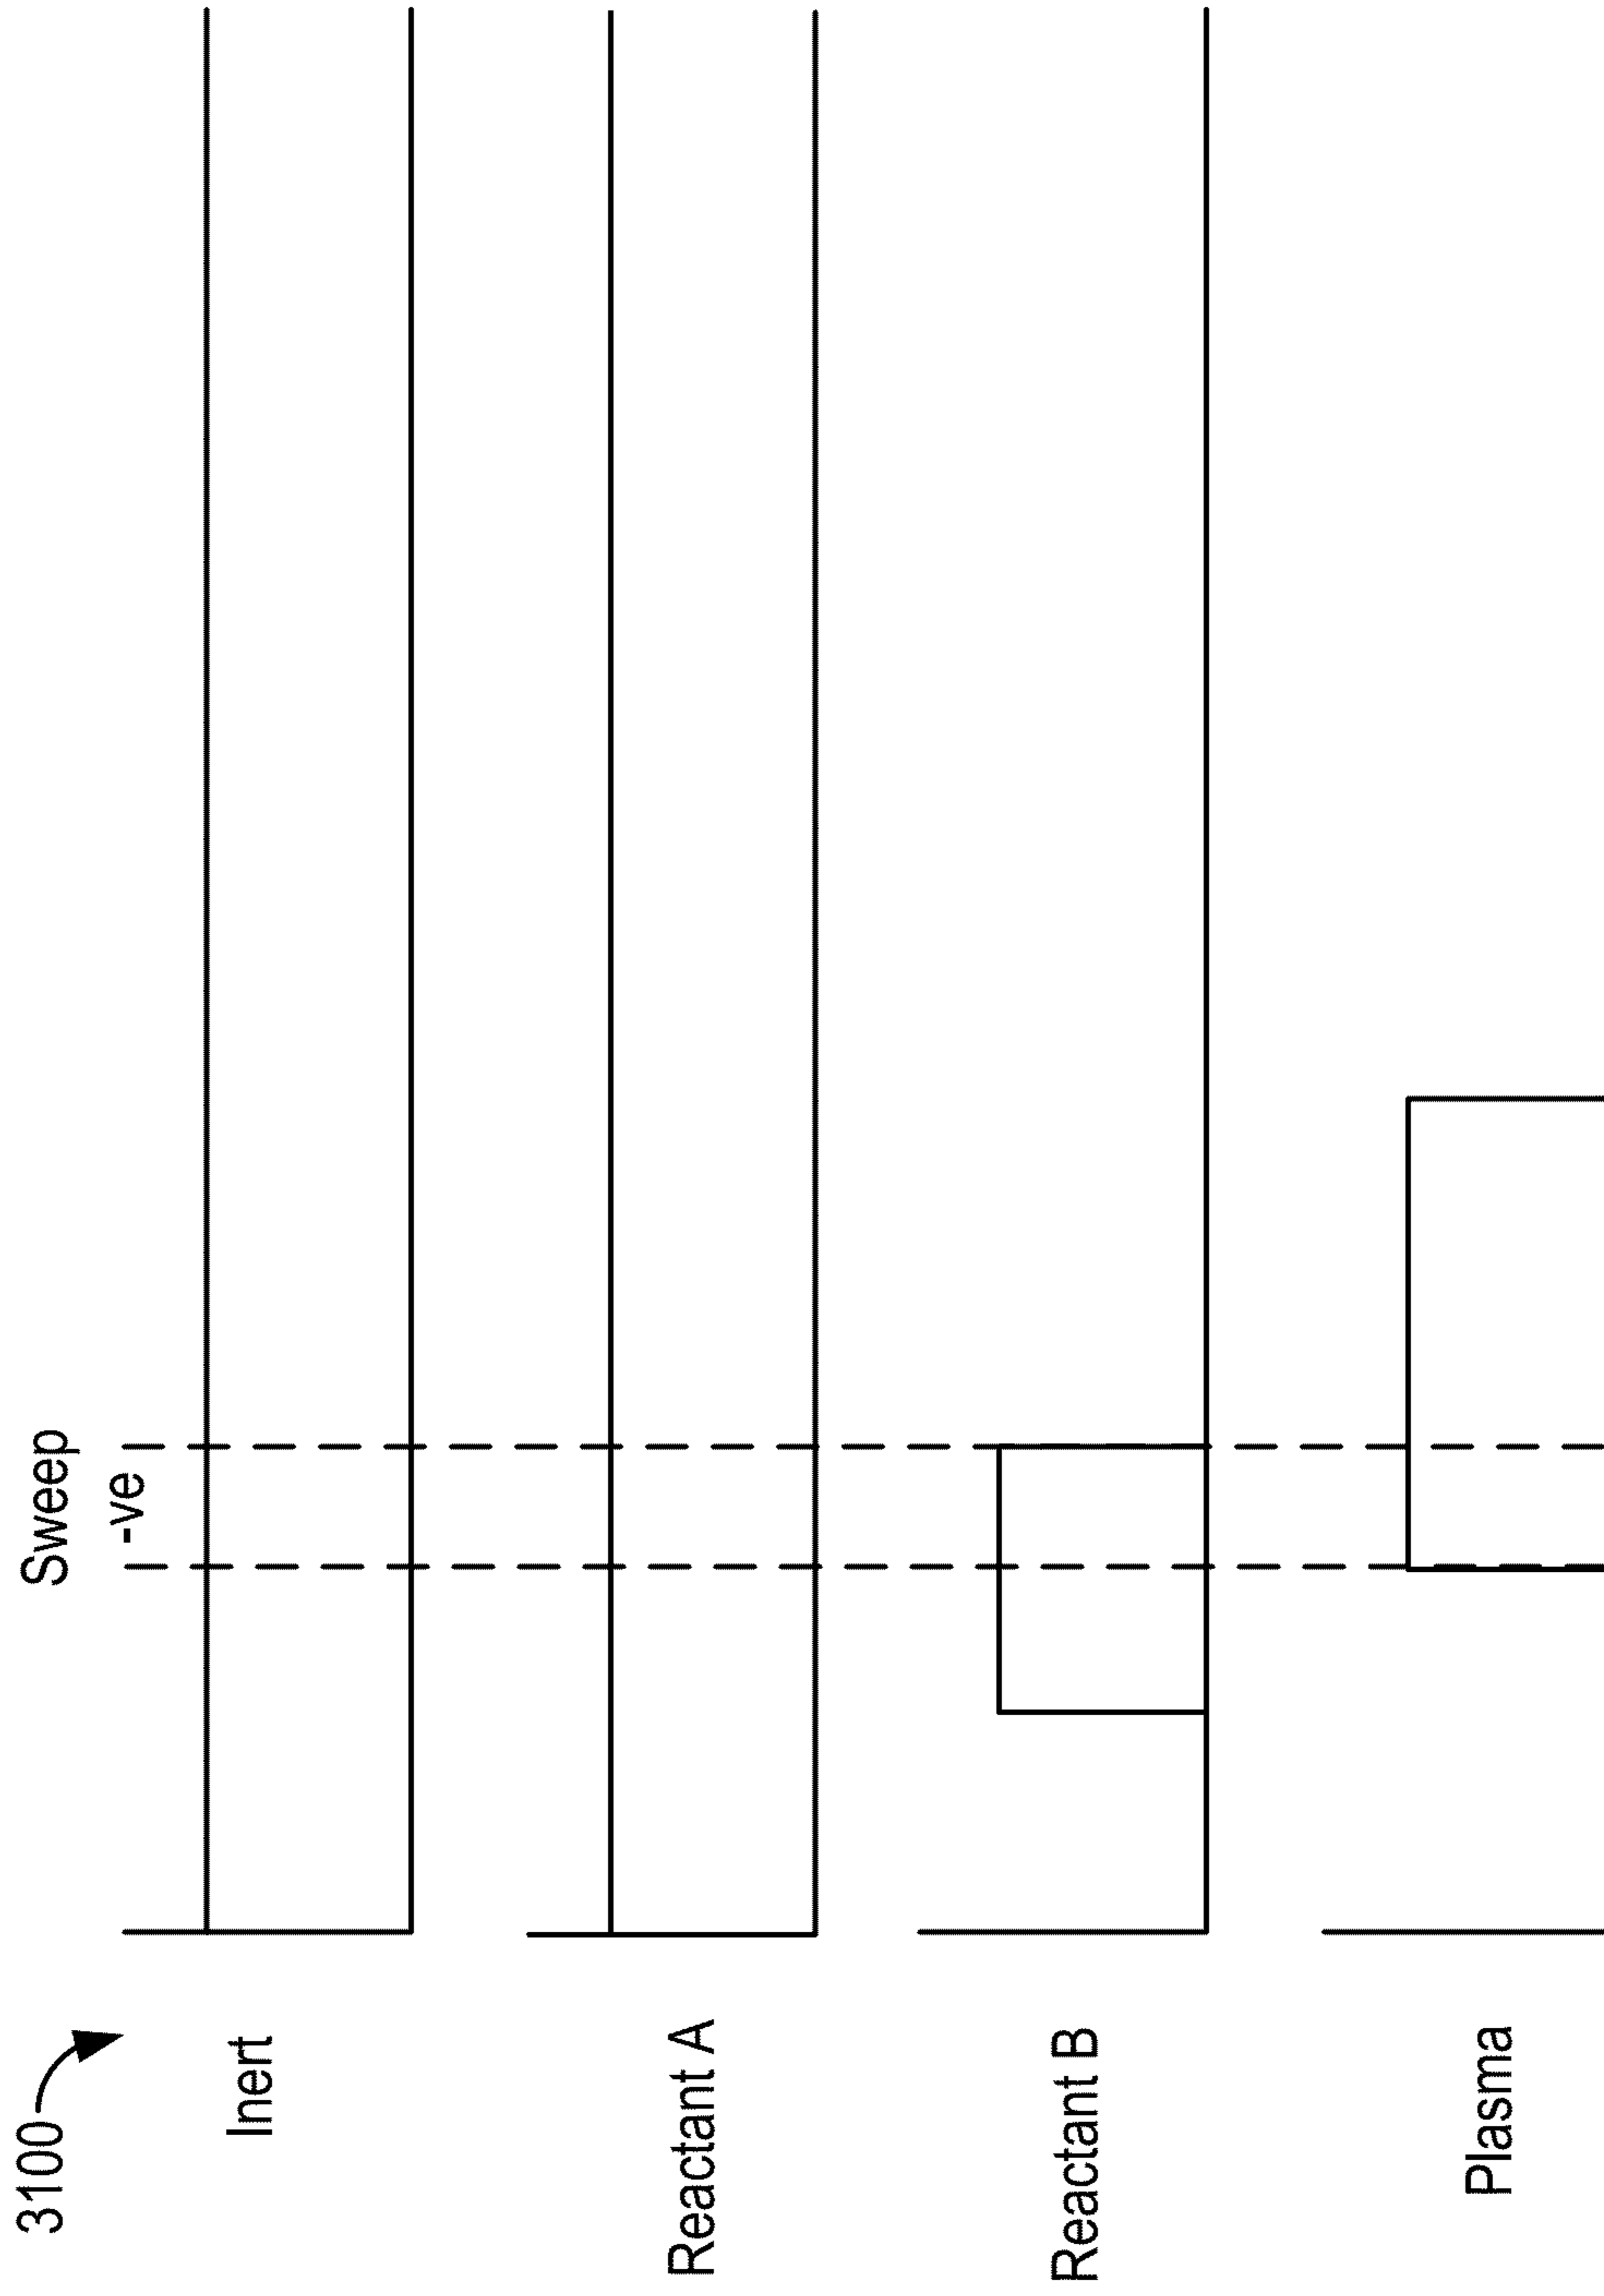 3100
Sweep
-ve
Inert
Reactant A
Reactant B
Plasma